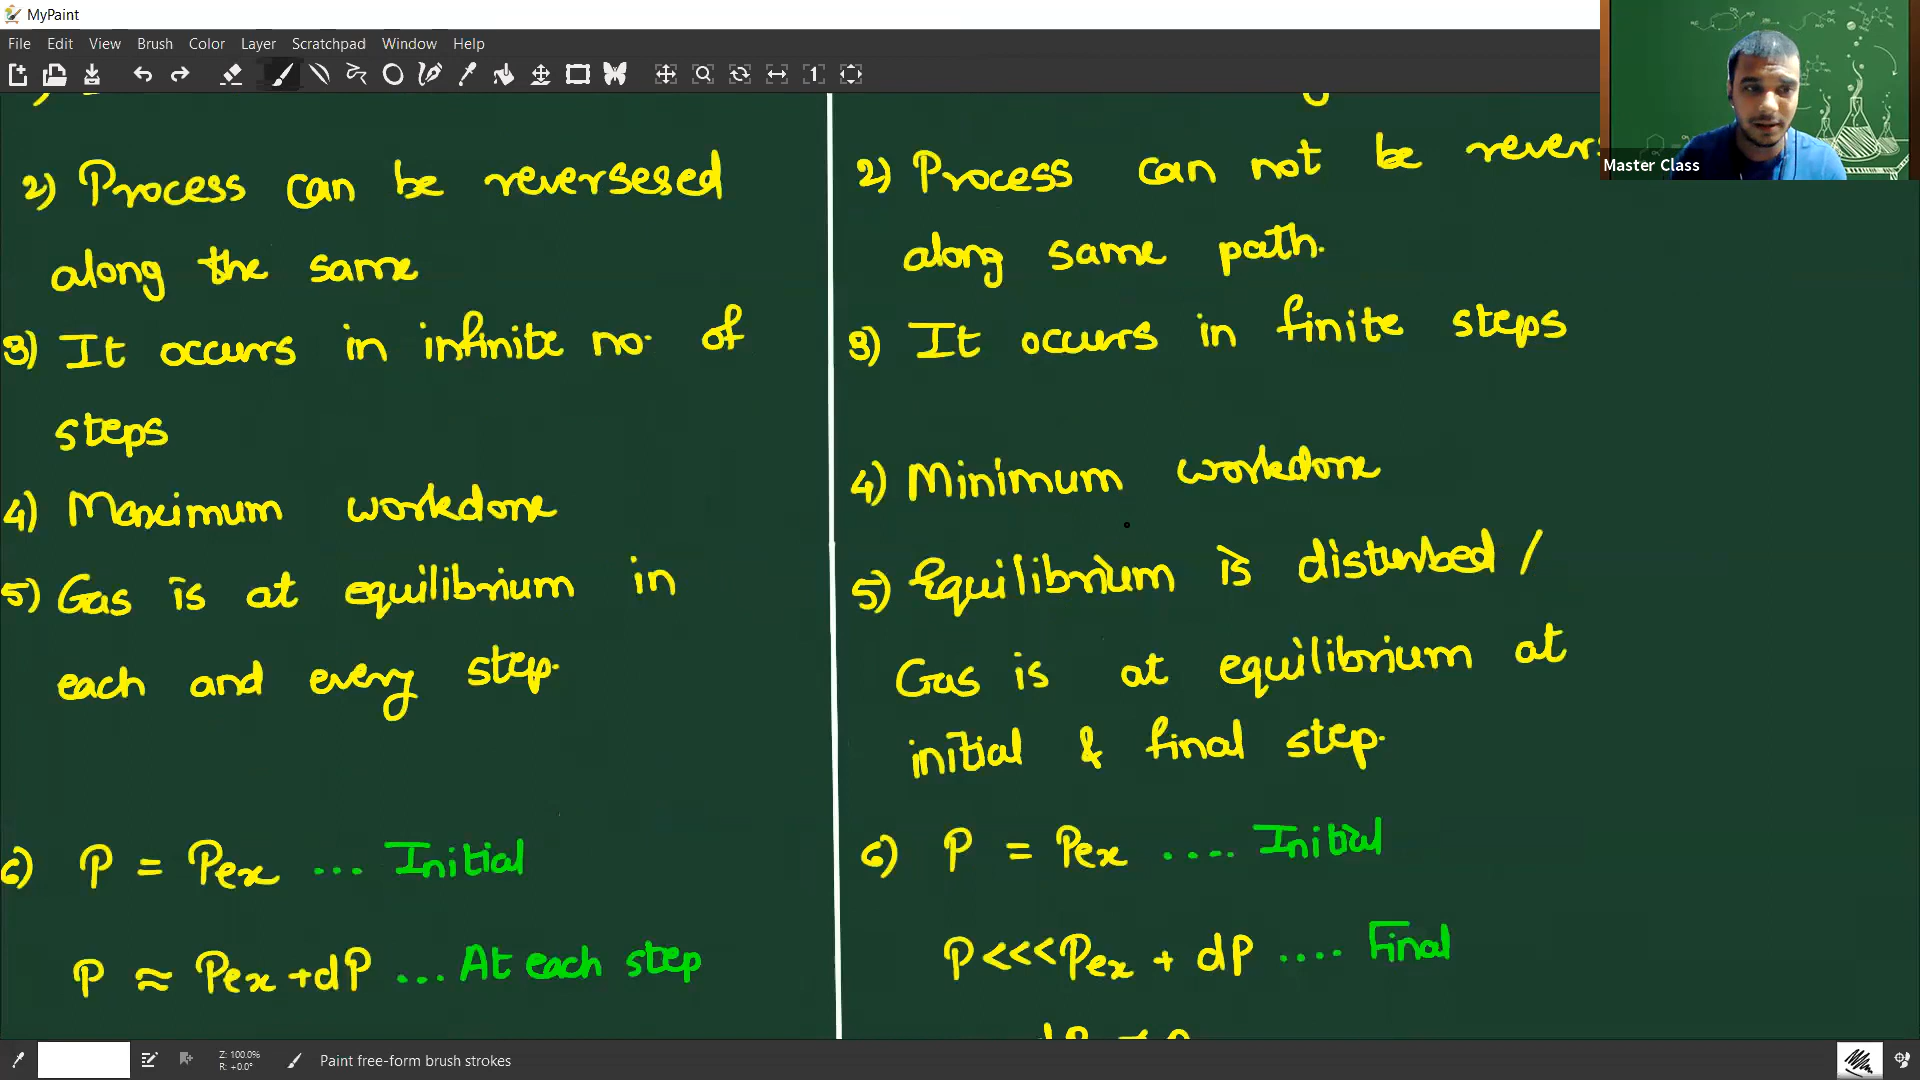 MyPaint
File Edit View Brush Color Layer Scratchpad Window Help
Master Class
2) Process can be reversesed
along the same
3) It occurs in infinite no. of
steps
4) Maximum workdone
5) Gas is at equilibrium in
each and every step.
6) P = Pex ... Initial
P ≈ Pex + dP ... At each step
2) Process can not be
along same path.
3) It occurs in finite steps
4) Minimum workdone
5) Equilibrium is disturbed /
Gas is at equilibrium at
initial & final step.
6) P = Pex .... Initial
P <<< Pex + dP .... Final
Z: 100.0%
R: +0.0°
Paint free-form brush strokes